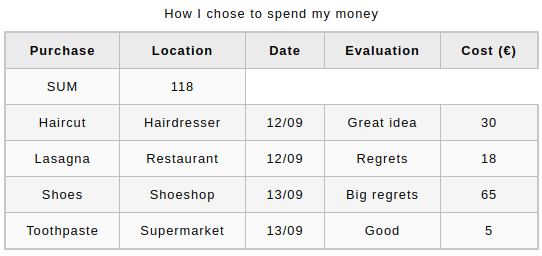 How I chose to spend my money
Purchase Location Date Evaluation Cost (€)
SUM 118
Haircut Hairdresser 12/09 Great idea 30
Lasagna Restaurant 12/09 Regrets 18
Shoes Shoeshop 13/09 Big regrets 65
Toothpaste Supermarket 13/09 Good 5